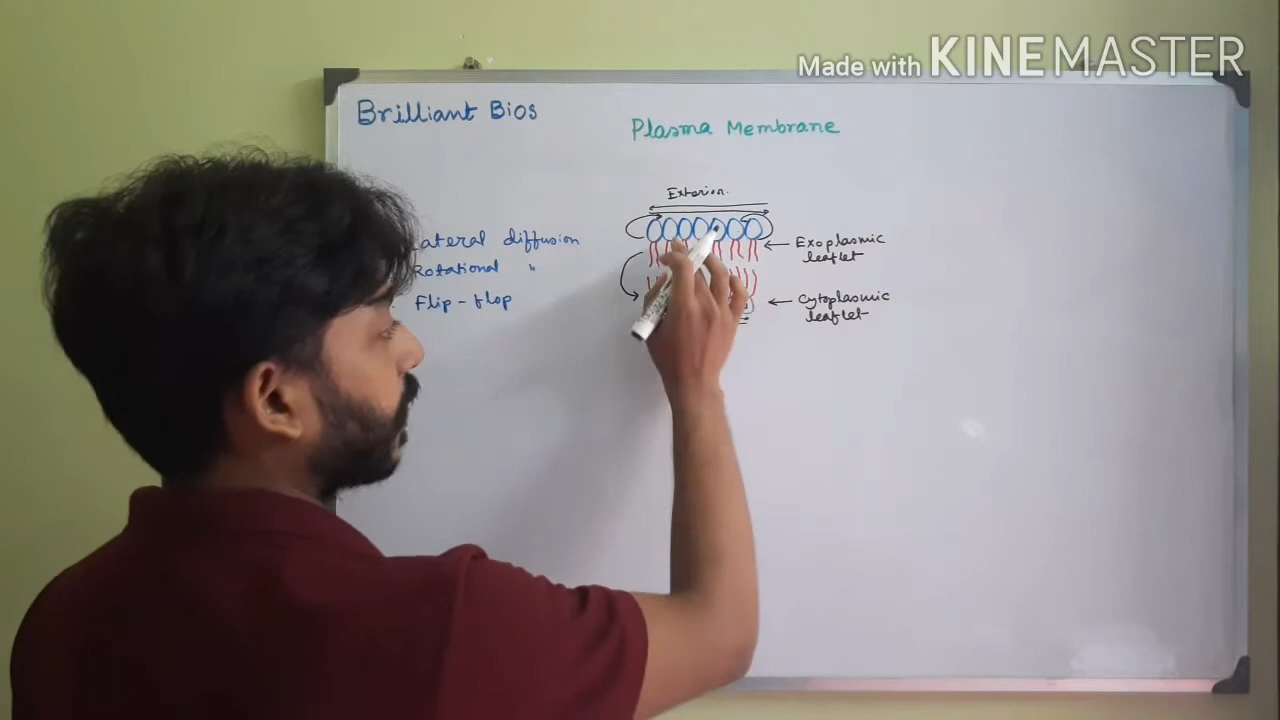 Made with KINEMASTER
Brilliant Bios
Plasma Membrane
Exterior.
Lateral diffusion
Rotational "
Flip-flop
Exoplasmic
leaflet
Cytoplasmic
leaflet